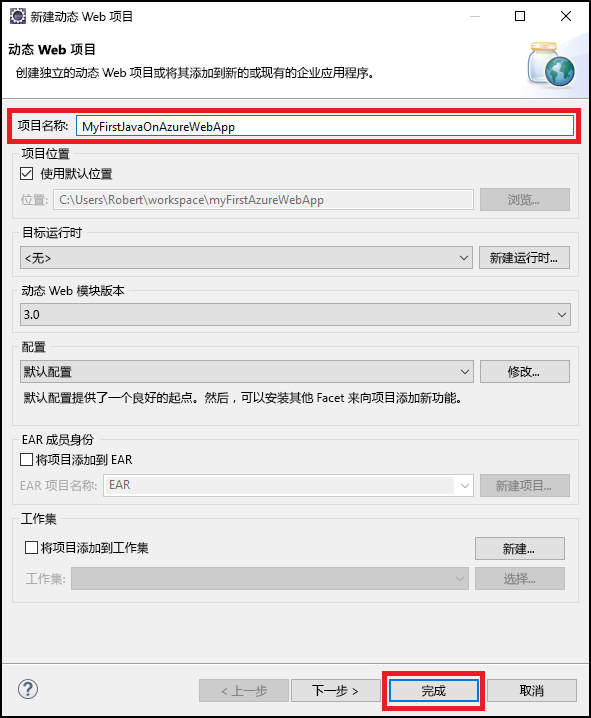 新建动态 Web 项目
动态 Web 项目
创建独立的动态 Web 项目或将其添加到新的或现有的企业应用程序。
项目名称: MyFirstJavaOnAzureWebApp
项目位置
使用默认位置
位置: C:\Users\Robert\workspace\myFirstAzureWebApp 浏览...
目标运行时
<无> 新建运行时...
动态 Web 模块版本
3.0
配置
默认配置 修改...
默认配置提供了一个良好的起点。然后，可以安装其他 Facet 来向项目添加新功能。
EAR 成员身份
将项目添加到 EAR
EAR 项目名称: EAR 新建项目...
工作集
将项目添加到工作集 新建...
工作集: 选择...
? < 上一步 下一步 > 完成 取消